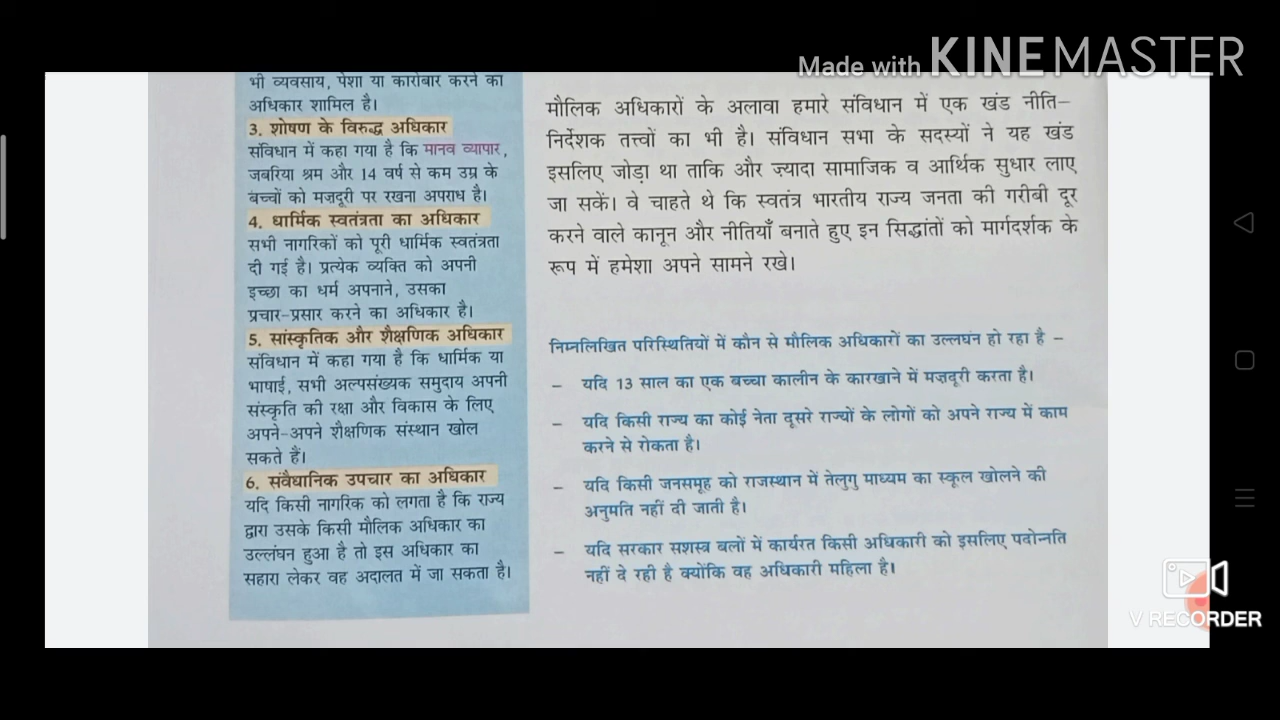 Made with KINEMASTER
भी व्यवसाय, पेशा या कारोबार करने का
अधिकार शामिल है।
3. शोषण के विरुद्ध अधिकार
संविधान में कहा गया है कि मानव व्यापार,
जबरिया श्रम और 14 वर्ष से कम उम्र के
बच्चों को मज़दूरी पर रखना अपराध है।
4. धार्मिक स्वतंत्रता का अधिकार
सभी नागरिकों को पूरी धार्मिक स्वतंत्रता
दी गई है। प्रत्येक व्यक्ति को अपनी
इच्छा का धर्म अपनाने, उसका
प्रचार-प्रसार करने का अधिकार है।
5. सांस्कृतिक और शैक्षणिक अधिकार
संविधान में कहा गया है कि धार्मिक या
भाषाई, सभी अल्पसंख्यक समुदाय अपनी
संस्कृति की रक्षा और विकास के लिए
अपने-अपने शैक्षणिक संस्थान खोल
सकते हैं।
6. संवैधानिक उपचार का अधिकार
यदि किसी नागरिक को लगता है कि राज्य
द्वारा उसके किसी मौलिक अधिकार का
उल्लंघन हुआ है तो इस अधिकार का
सहारा लेकर वह अदालत में जा सकता है।
मौलिक अधिकारों के अलावा हमारे संविधान में एक खंड नीति-
निर्देशक तत्त्वों का भी है। संविधान सभा के सदस्यों ने यह खंड
इसलिए जोड़ा था ताकि और ज़्यादा सामाजिक व आर्थिक सुधार लाए
जा सकें। वे चाहते थे कि स्वतंत्र भारतीय राज्य जनता की गरीबी दूर
करने वाले कानून और नीतियाँ बनाते हुए इन सिद्धांतों को मार्गदर्शक के
रूप में हमेशा अपने सामने रखे।
निम्नलिखित परिस्थितियों में कौन से मौलिक अधिकारों का उल्लघंन हो रहा है –
– यदि 13 साल का एक बच्चा कालीन के कारखाने में मज़दूरी करता है।
– यदि किसी राज्य का कोई नेता दूसरे राज्यों के लोगों को अपने राज्य में काम
करने से रोकता है।
– यदि किसी जनसमूह को राजस्थान में तेलुगु माध्यम का स्कूल खोलने की
अनुमति नहीं दी जाती है।
– यदि सरकार सशस्त्र बलों में कार्यरत किसी अधिकारी को इसलिए पदोन्नति
नहीं दे रही है क्योंकि वह अधिकारी महिला है।
V RECORDER